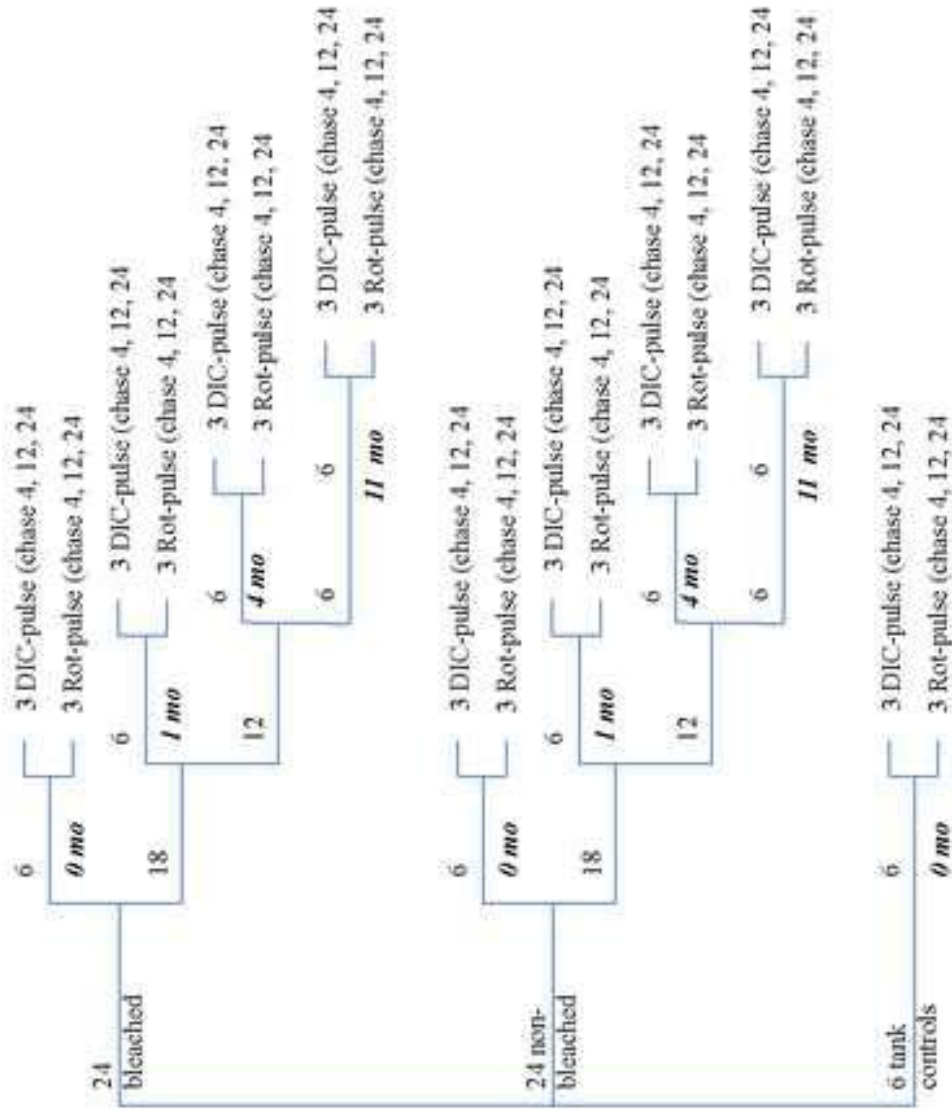 24
bleached
6
0 mo
3 DIC-pulse (chase 4, 12, 24
3 Rot-pulse (chase 4, 12, 24
18
6
1 mo
3 DIC-pulse (chase 4, 12, 24
3 Rot-pulse (chase 4, 12, 24
12
6
4 mo
3 DIC-pulse (chase 4, 12, 24
3 Rot-pulse (chase 4, 12, 24
6
6
11 mo
3 DIC-pulse (chase 4, 12, 24
3 Rot-pulse (chase 4, 12, 24
24 non-
bleached
6
0 mo
3 DIC-pulse (chase 4, 12, 24
3 Rot-pulse (chase 4, 12, 24
18
6
1 mo
3 DIC-pulse (chase 4, 12, 24
3 Rot-pulse (chase 4, 12, 24
12
6
4 mo
3 DIC-pulse (chase 4, 12, 24
3 Rot-pulse (chase 4, 12, 24
6
6
11 mo
3 DIC-pulse (chase 4, 12, 24
3 Rot-pulse (chase 4, 12, 24
6 tank
controls
6
0 mo
3 DIC-pulse (chase 4, 12, 24
3 Rot-pulse (chase 4, 12, 24